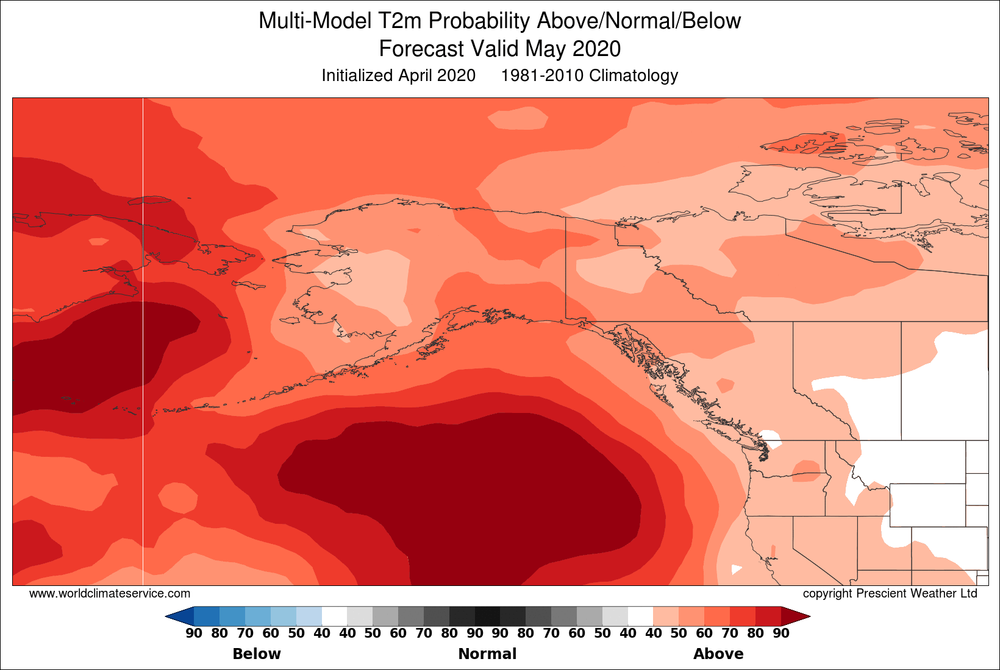 Multi-Model T2m Probability Above/Normal/Below
Forecast Valid May 2020
Initialized April 2020 1981-2010 Climatology
www.worldclimateservice.com copyright Prescient Weather Ltd
90 80 70 60 50 40 40 50 60 70 80 90 90 80 70 60 50 40 40 50 60 70 80 90
Below Normal Above